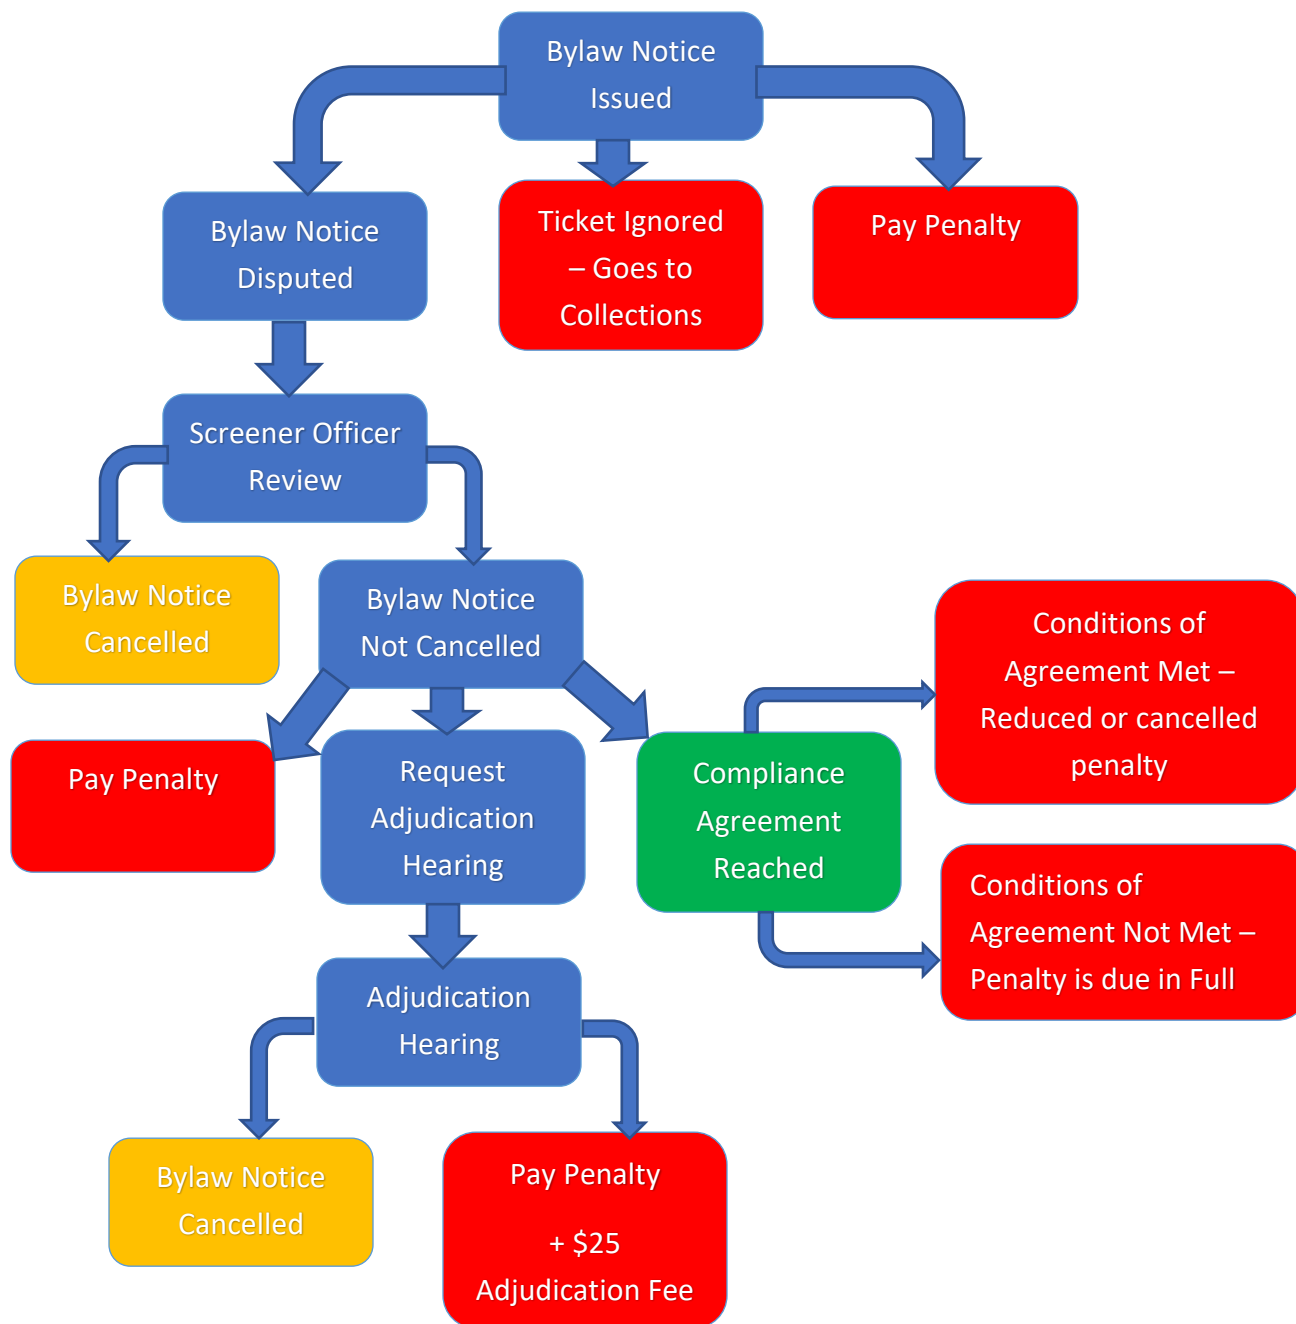 Bylaw Notice
Issued
Bylaw Notice
Disputed
Ticket Ignored
– Goes to
Collections
Pay Penalty
Screener Officer
Review
Bylaw Notice
Cancelled
Bylaw Notice
Not Cancelled
Pay Penalty
Request
Adjudication
Hearing
Compliance
Agreement
Reached
Conditions of
Agreement Met –
Reduced or cancelled
penalty
Conditions of
Agreement Not Met –
Penalty is due in Full
Adjudication
Hearing
Bylaw Notice
Cancelled
Pay Penalty
+ $25
Adjudication Fee